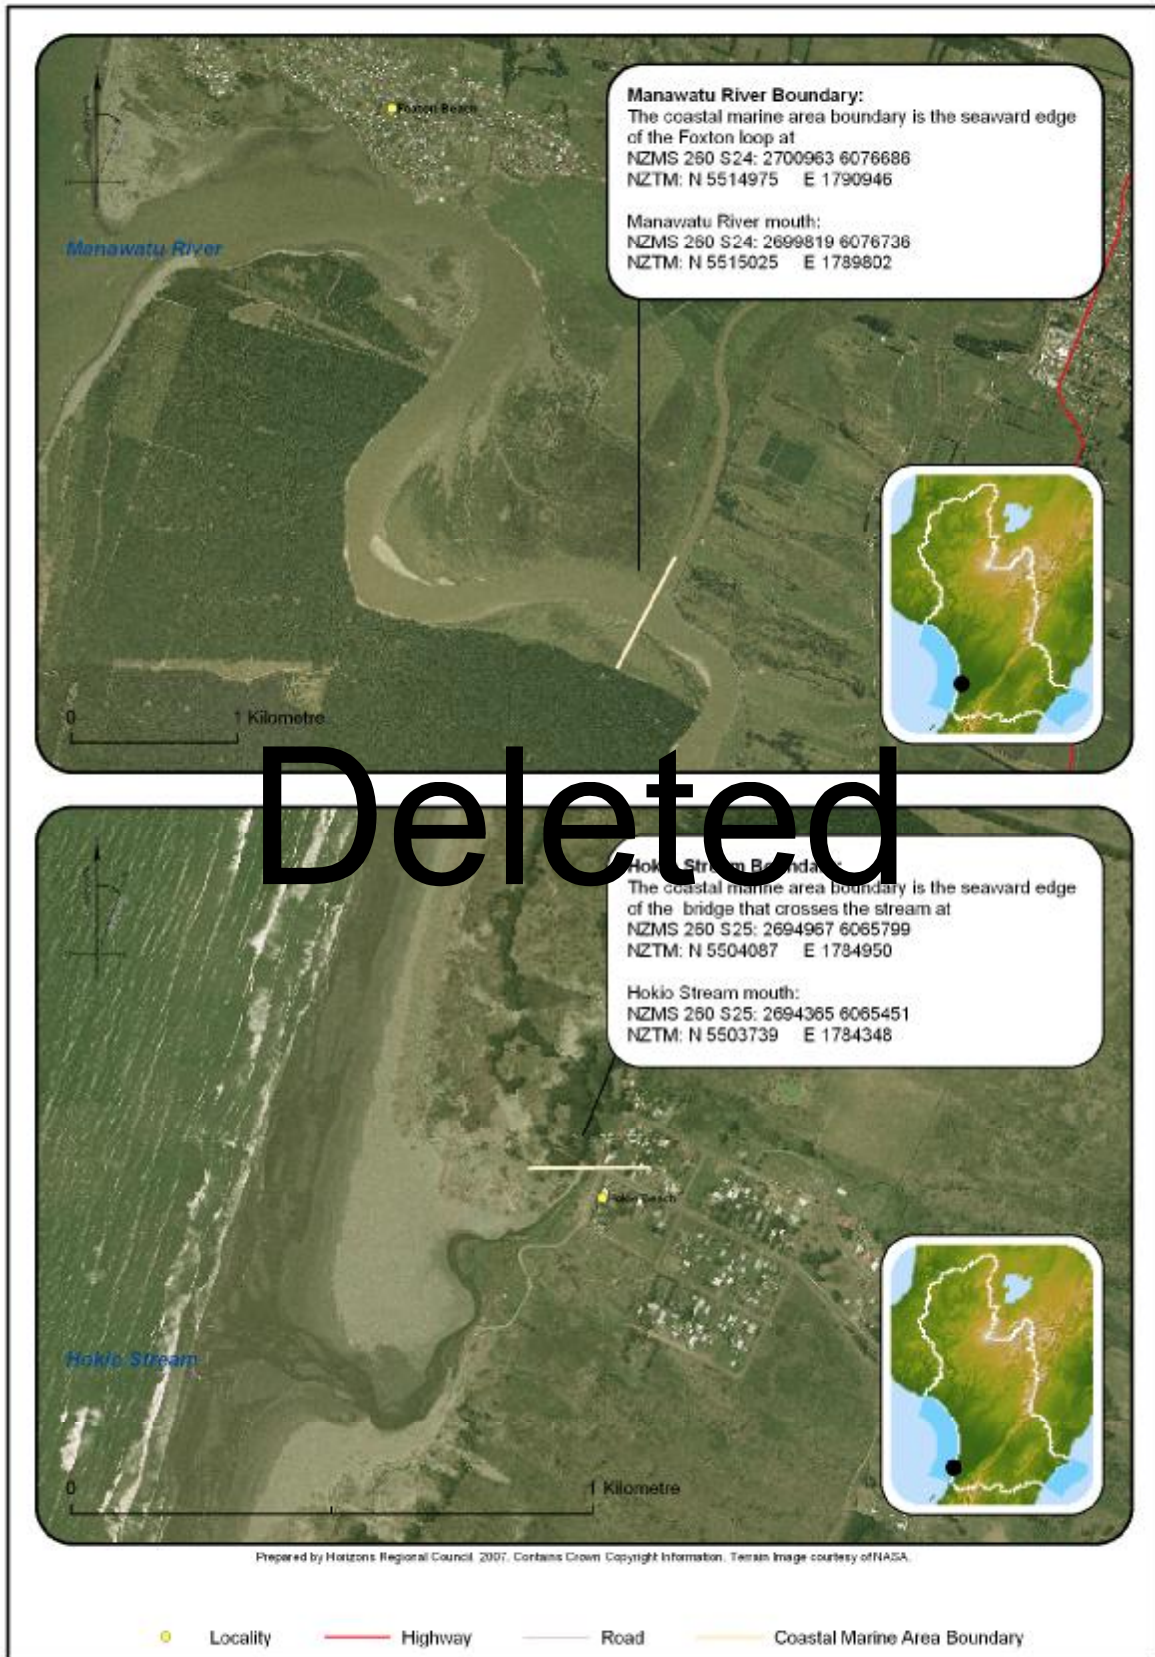 Foxton Beach
Manawatu River Boundary:
The coastal marine area boundary is the seaward edge
of the Foxton loop at
NZMS 260 S24: 2700963 6076686
NZTM: N 5514975 E 1790946
Manawatu River mouth:
NZMS 260 S24: 2699819 6076736
NZTM: N 5515025 E 1789802
Manawatu River
0 1 Kilometre
Deleted
Hokio Stream Boundary:
The coastal marine area boundary is the seaward edge
of the bridge that crosses the stream at
NZMS 260 S25: 2694967 6065799
NZTM: N 5504087 E 1784950
Hokio Stream mouth:
NZMS 260 S25: 2694365 6065451
NZTM: N 5503739 E 1784348
Hokio Beach
Hokio Stream
0 1 Kilometre
Prepared by Horizons Regional Council, 2007. Contains Crown Copyright Information. Terrain Image courtesy of NASA.
Locality Highway Road Coastal Marine Area Boundary